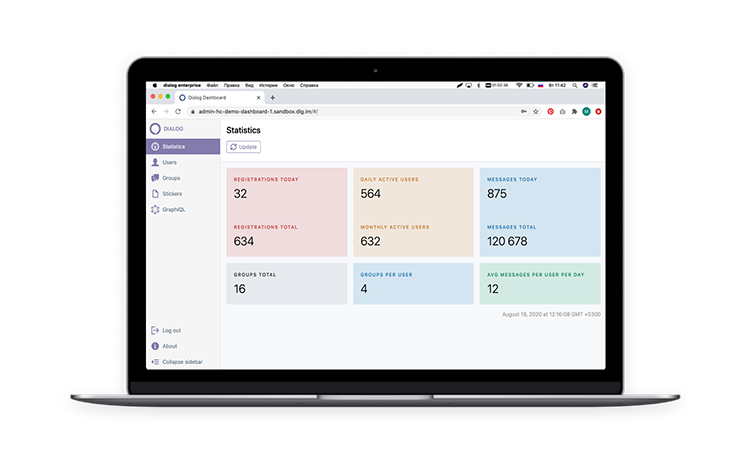 dialog enterprise Файл Правка Вид История Окно Справка Вт 11:42
Dialog Dashboard
admin-hc-demo-dashboard-1.sandbox.dlg.im/#/
DIALOG
Statistics
Users
Groups
Stickers
GraphiQL
Log out
About
Collapse sidebar
Statistics
Update
REGISTRATIONS TODAY
32
REGISTRATIONS TOTAL
634
DAILY ACTIVE USERS
564
MONTHLY ACTIVE USERS
632
MESSAGES TODAY
875
MESSAGES TOTAL
120 678
GROUPS TOTAL
16
GROUPS PER USER
4
AVG MESSAGES PER USER PER DAY
12
August 19, 2020 at 12:16:08 GMT +0300